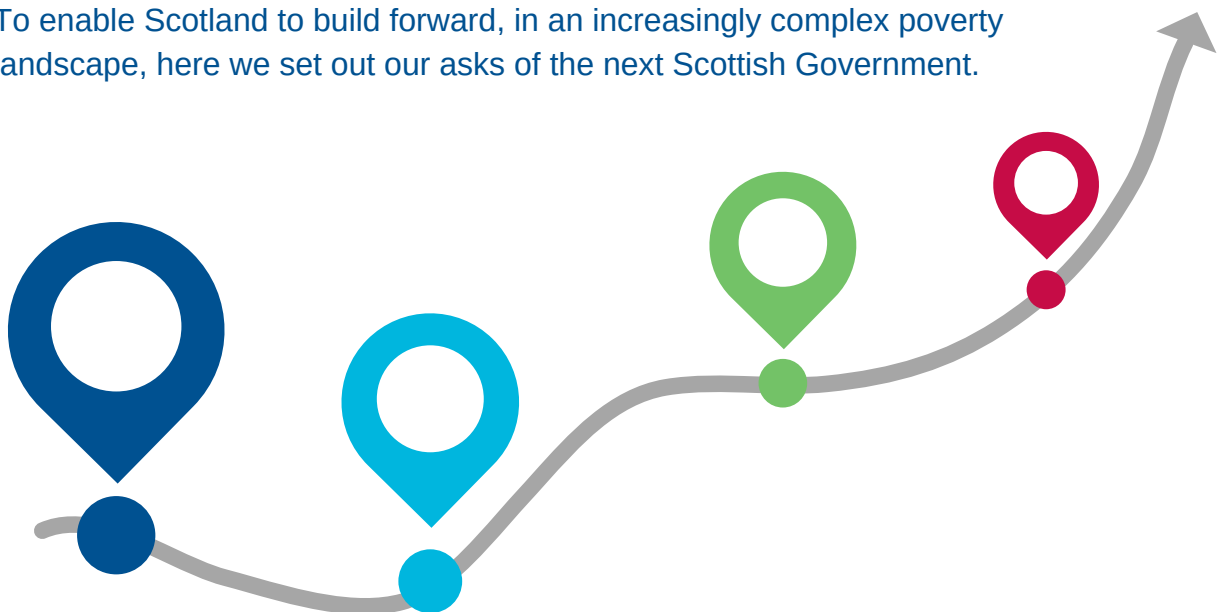 To enable Scotland to build forward, in an increasingly complex poverty
landscape, here we set out our asks of the next Scottish Government.